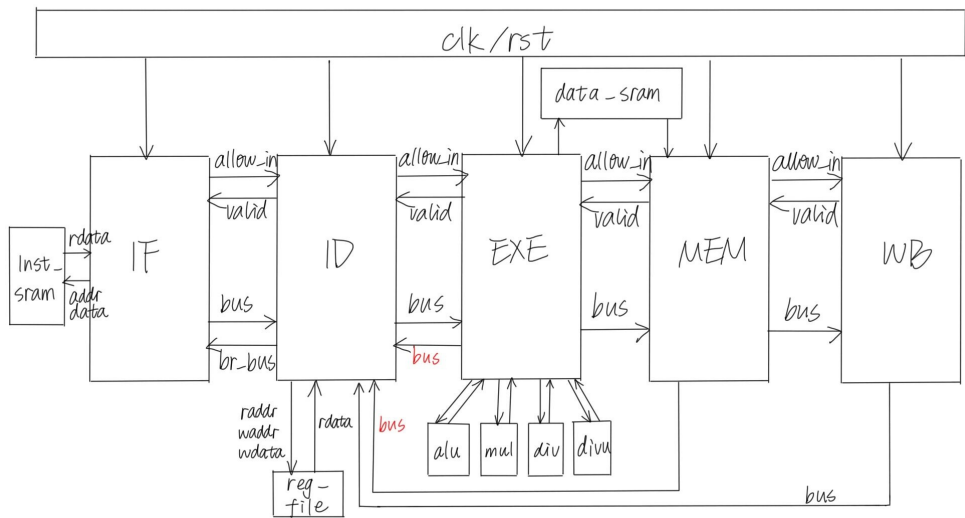 clk/rst
data_sram
allow_in
allow_in
allow_in
allow_in
valid
valid
valid
valid
IF
ID
EXE
MEM
WB
rdata
Inst_
sram
addr
data
bus
bus
bus
bus
br_bus
bus
raddr
waddr
wdata
rdata
bus
alu
mul
div
divu
reg_
file
bus